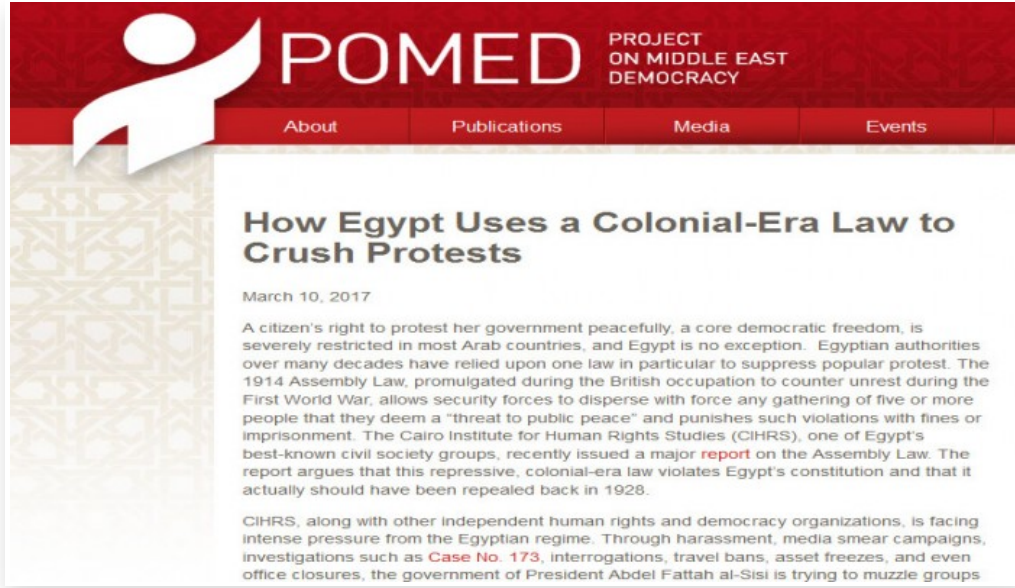 POMED
PROJECT
ON MIDDLE EAST
DEMOCRACY
About Publications Media Events
How Egypt Uses a Colonial-Era Law to
Crush Protests
March 10, 2017
A citizen's right to protest her government peacefully, a core democratic freedom, is
severely restricted in most Arab countries, and Egypt is no exception.  Egyptian authorities
over many decades have relied upon one law in particular to suppress popular protest. The
1914 Assembly Law, promulgated during the British occupation to counter unrest during the
First World War, allows security forces to disperse with force any gathering of five or more
people that they deem a “threat to public peace” and punishes such violations with fines or
imprisonment. The Cairo Institute for Human Rights Studies (CIHRS), one of Egypt's
best-known civil society groups, recently issued a major report on the Assembly Law. The
report argues that this repressive, colonial-era law violates Egypt's constitution and that it
actually should have been repealed back in 1928.
CIHRS, along with other independent human rights and democracy organizations, is facing
intense pressure from the Egyptian regime. Through harassment, media smear campaigns,
investigations such as Case No. 173, interrogations, travel bans, asset freezes, and even
office closures, the government of President Abdel Fattah al-Sisi is trying to muzzle groups